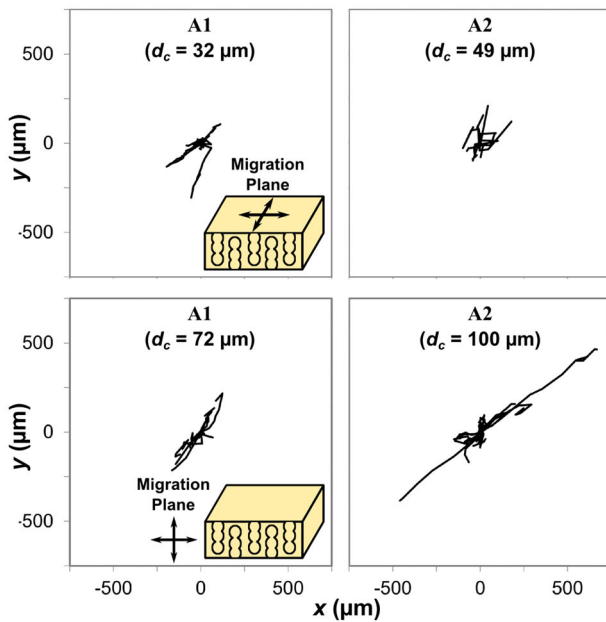 A1
(dc = 32 µm)
A2
(dc = 49 µm)
500
0
-500
y (µm)
Migration
Plane
A1
(dc = 72 µm)
A2
(dc = 100 µm)
500
0
-500
y (µm)
Migration
Plane
-500 0 500
-500 0 500
x (µm)